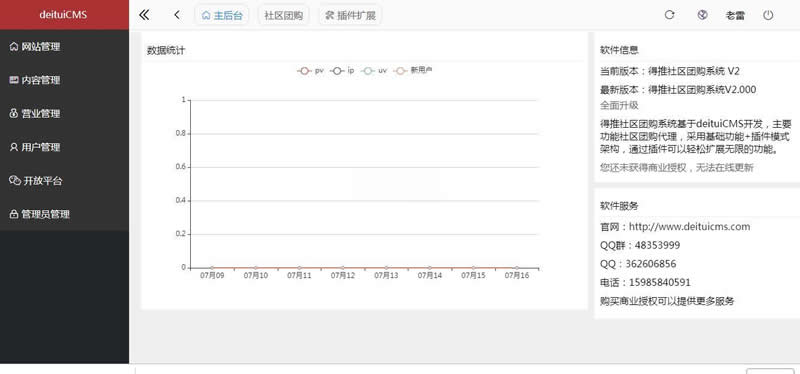 deituiCMS
主后台
社区团购
插件扩展
老雷
网站管理
内容管理
营业管理
用户管理
开放平台
管理员管理
数据统计
pv
ip
uv
新用户
1
0.8
0.6
0.4
0.2
0
07月09
07月10
07月11
07月12
07月13
07月14
07月15
07月16
软件信息
当前版本：得推社区团购系统 V2
最新版本：得推社区团购系统V2.000
全面升级
得推社区团购系统基于deituiCMS开发，主要
功能社区团购代理，采用基础功能+插件模式
架构，通过插件可以轻松扩展无限的功能。
您还未获得商业授权，无法在线更新
软件服务
官网：http://www.deituicms.com
QQ群：48353999
QQ：362606856
电话：15985840591
购买商业授权可以提供更多服务